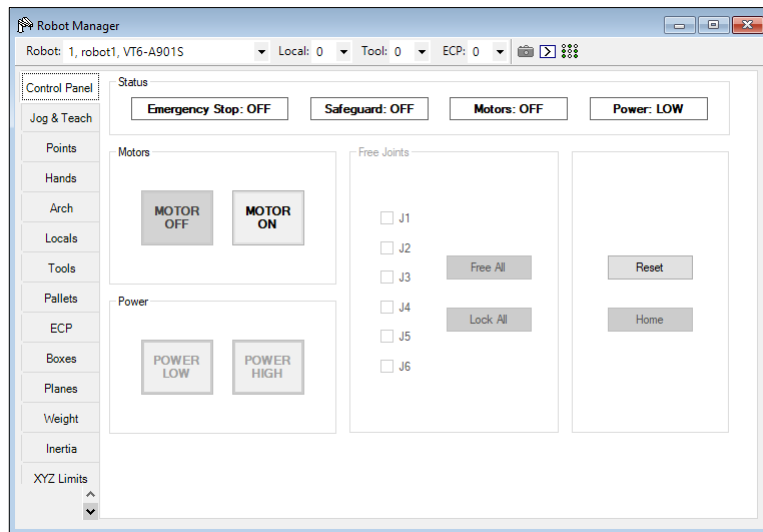 Robot Manager
Robot: 1, robot1, VT6-A901S Local: 0 Tool: 0 ECP: 0
Control Panel
Jog & Teach
Points
Hands
Arch
Locals
Tools
Pallets
ECP
Boxes
Planes
Weight
Inertia
XYZ Limits
Status
Emergency Stop: OFF Safeguard: OFF Motors: OFF Power: LOW
Motors
MOTOR
OFF
MOTOR
ON
Power
POWER
LOW
POWER
HIGH
Free Joints
J1
J2
J3
J4
J5
J6
Free All
Lock All
Reset
Home